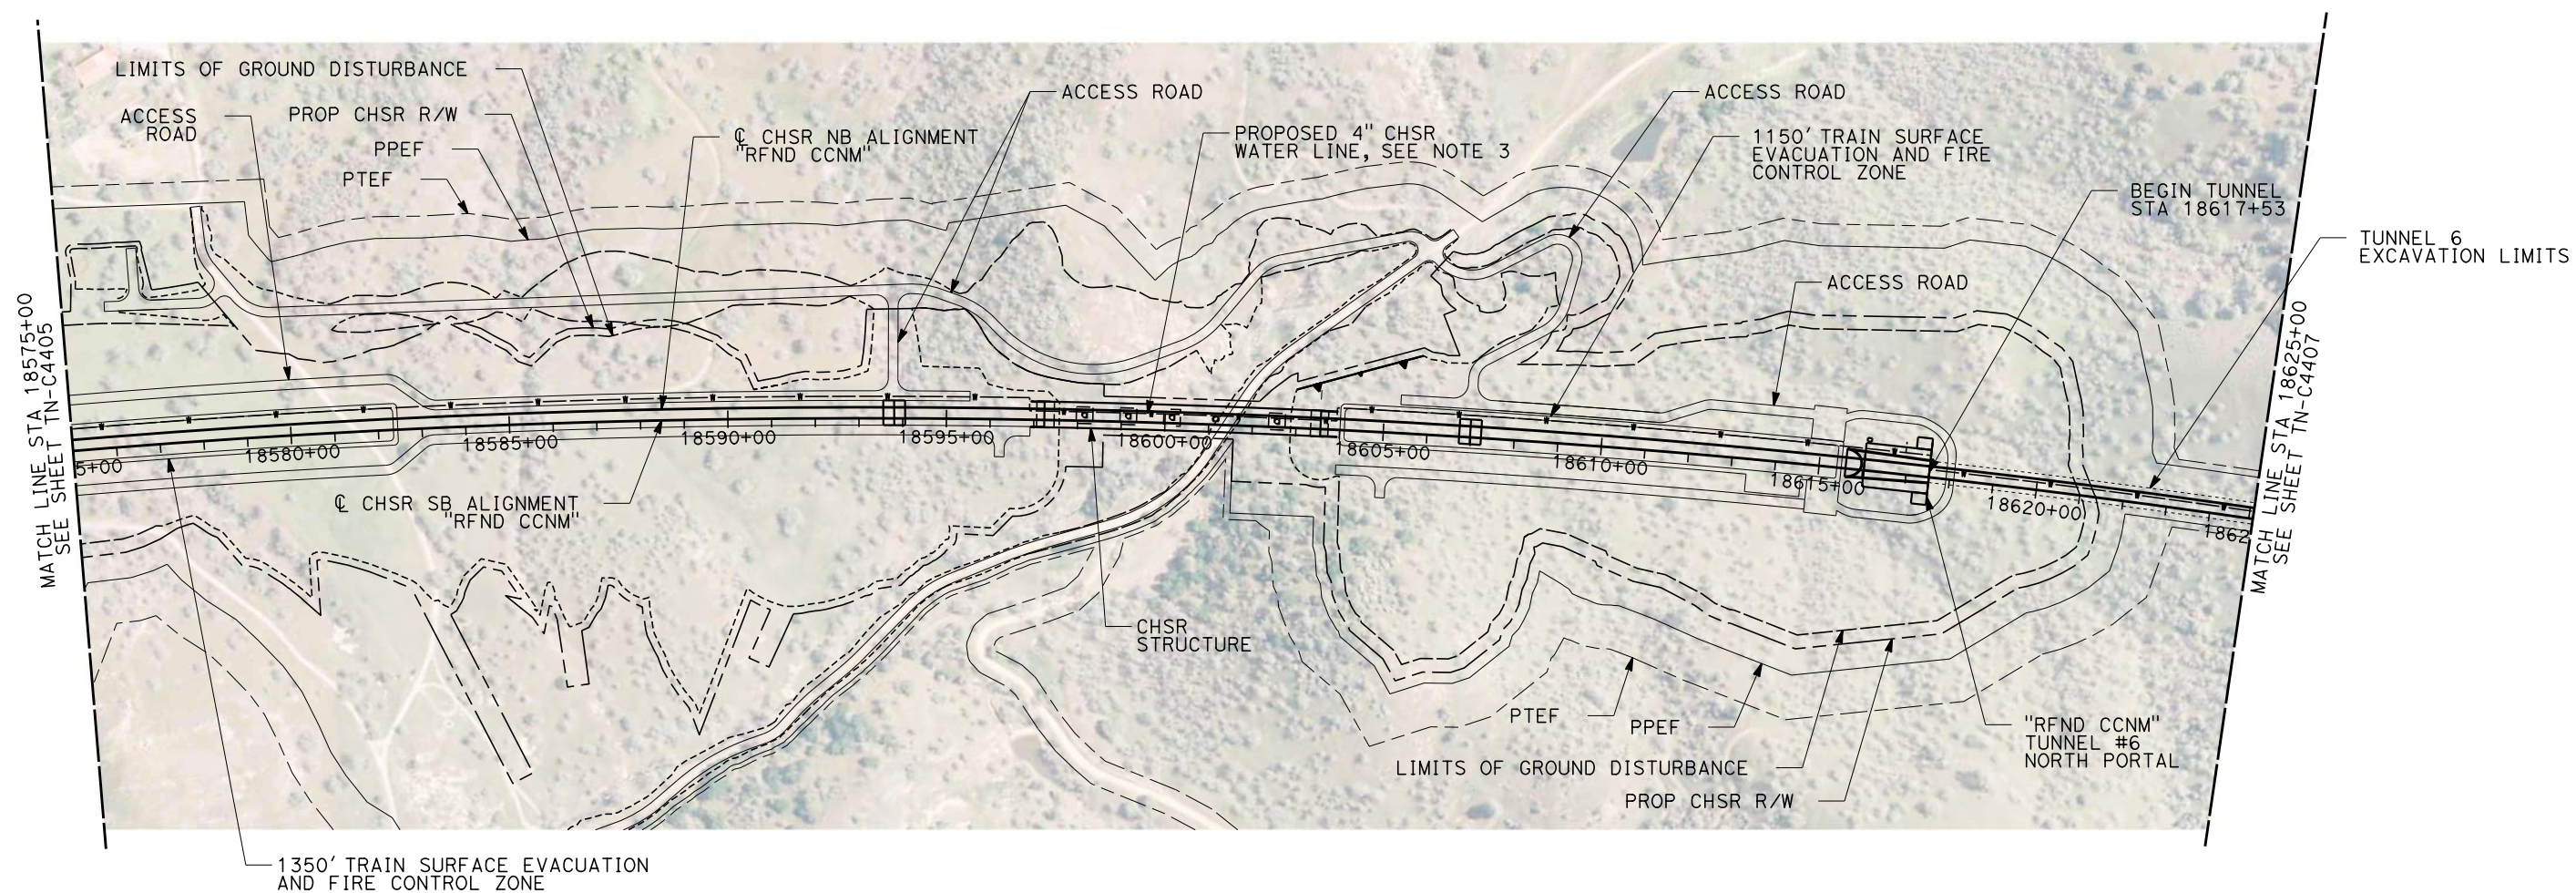 LIMITS OF GROUND DISTURBANCE
ACCESS
ROAD
PROP CHSR R/W
PPEF
PTEF
℄ CHSR NB ALIGNMENT
"RFND CCNM"
ACCESS ROAD
PROPOSED 4" CHSR
WATER LINE, SEE NOTE 3
ACCESS ROAD
1150' TRAIN SURFACE
EVACUATION AND FIRE
CONTROL ZONE
BEGIN TUNNEL
STA 18617+53
TUNNEL 6
EXCAVATION LIMITS
ACCESS ROAD
MATCH LINE STA 18575+00
SEE SHEET TN-C4405
5+00
18580+00
18585+00
18590+00
18595+00
18600+00
18605+00
18610+00
18615+00
18620+00
1862
MATCH LINE STA 18625+00
SEE SHEET TN-C4407
℄ CHSR SB ALIGNMENT
"RFND CCNM"
CHSR
STRUCTURE
PTEF
PPEF
LIMITS OF GROUND DISTURBANCE
PROP CHSR R/W
"RFND CCNM"
TUNNEL #6
NORTH PORTAL
1350' TRAIN SURFACE EVACUATION
AND FIRE CONTROL ZONE